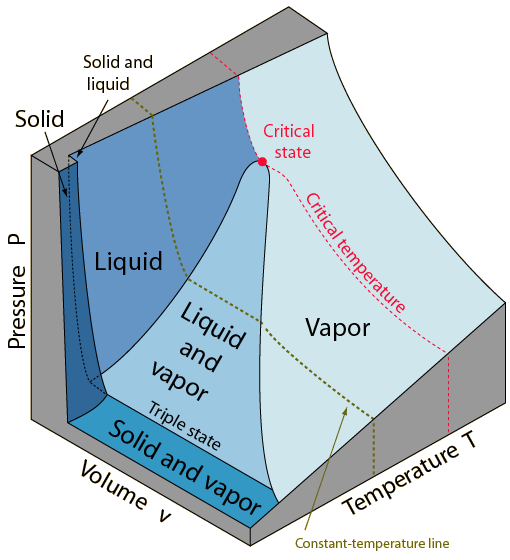 Solid and
liquid
Solid
Critical
state
Critical temperature
Pressure P
Liquid
Liquid
and
vapor
Vapor
Triple state
Solid and vapor
Volume v
Temperature T
Constant-temperature line